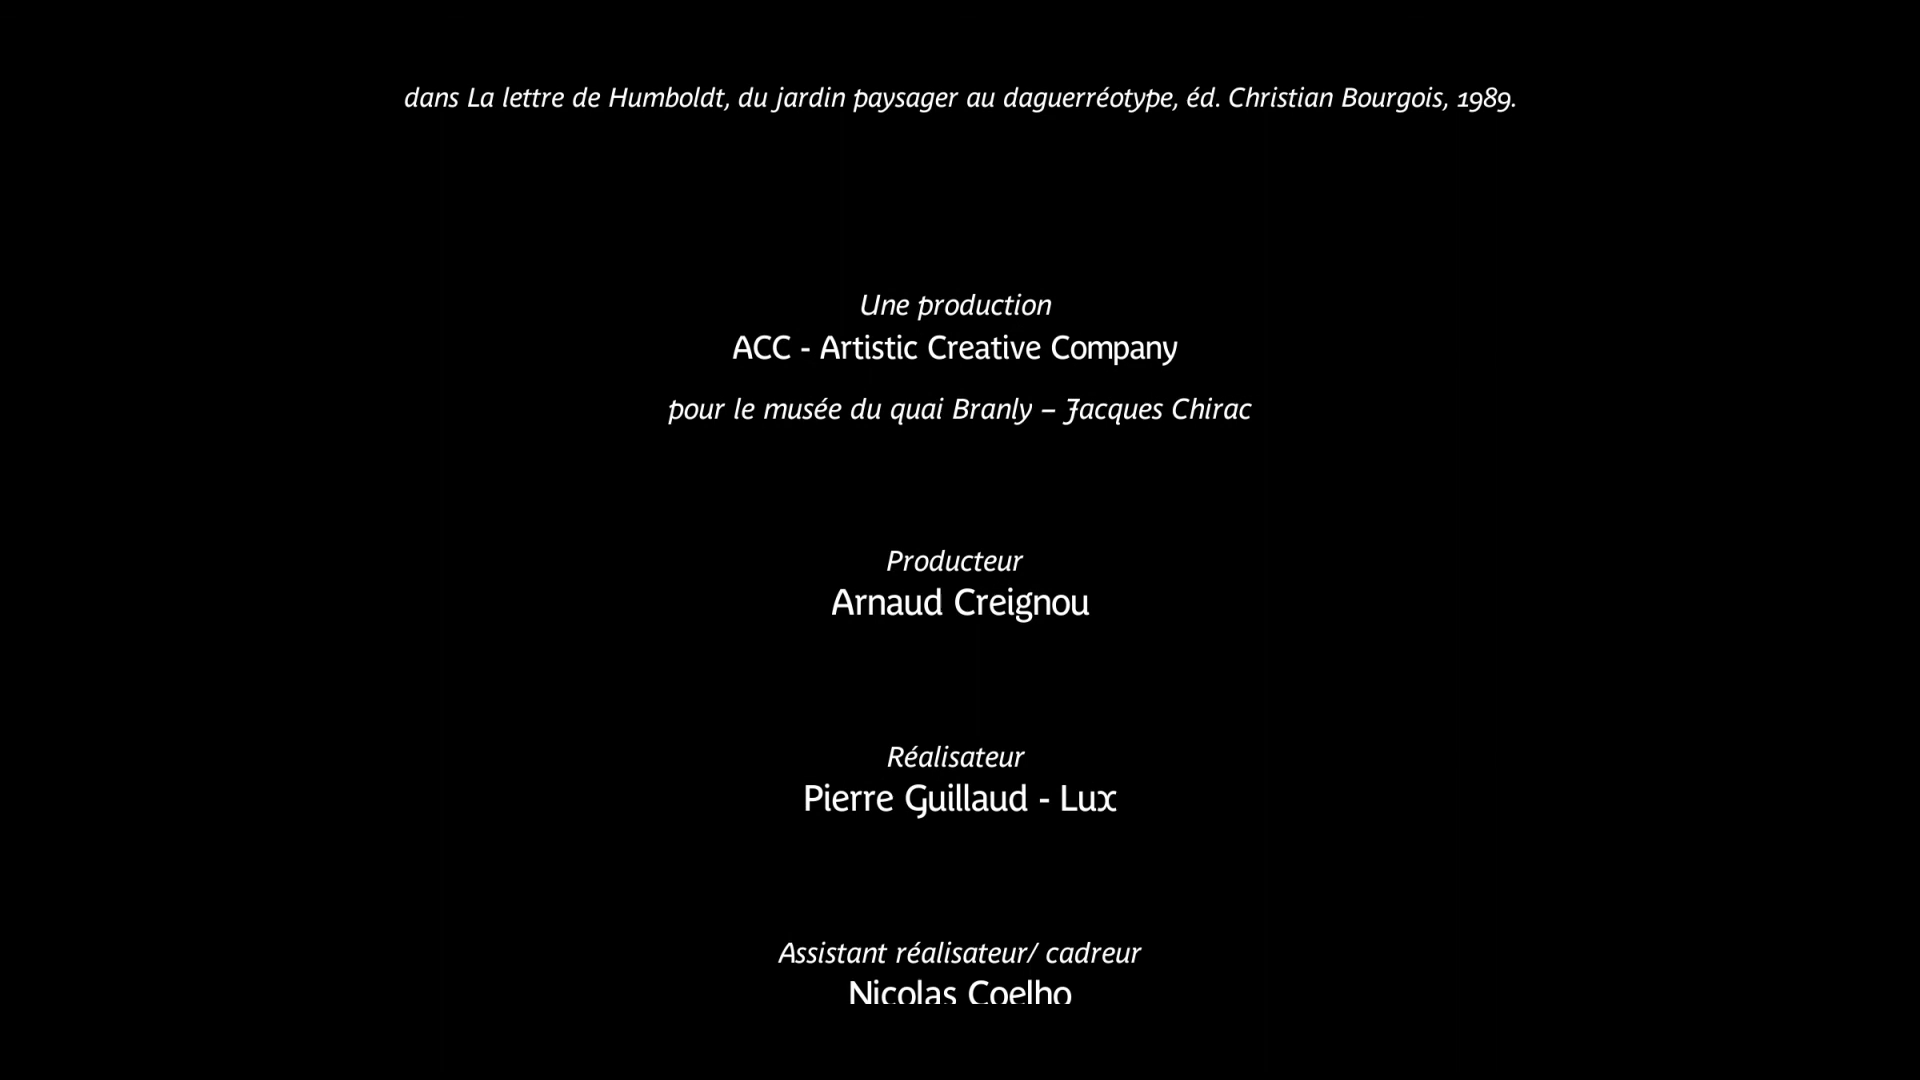 dans La lettre de Humboldt, du jardin paysager au daguerréotype, éd. Christian Bourgois, 1989.
Une production
ACC - Artistic Creative Company
pour le musée du quai Branly – Jacques Chirac
Producteur
Arnaud Creignou
Réalisateur
Pierre Guillaud - Lux
Assistant réalisateur/ cadreur
Nicolas Coelho